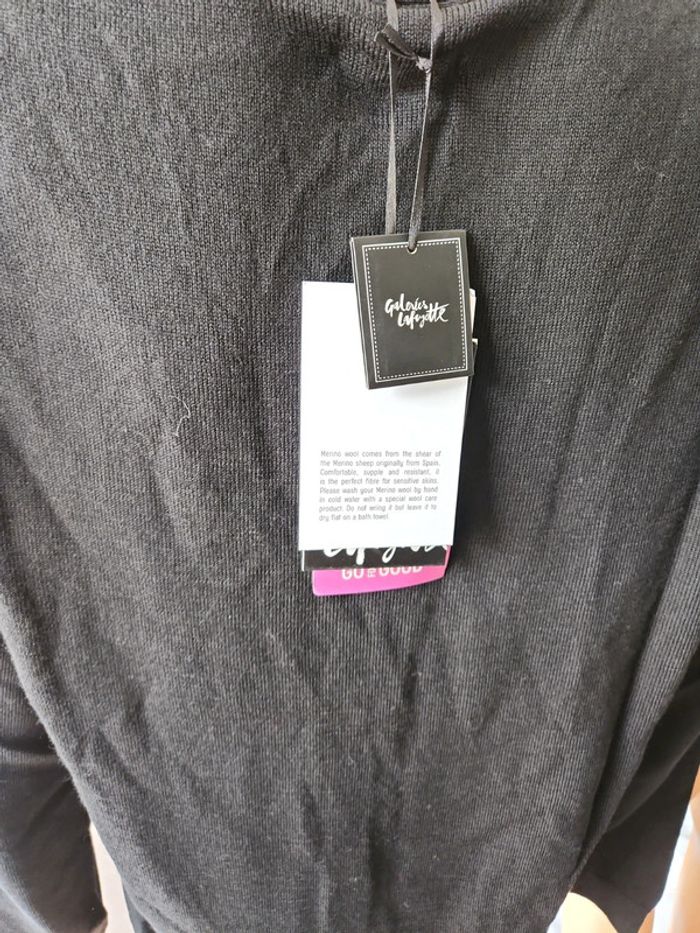 Galeries
Lafayette
Merino wool comes from the shear of
the Merino sheep originally from Spain.
Comfortable, supple and resistant, it
is the perfect fibre for sensitive skins.
Please wash your Merino wool by hand
in cold water with a special wool care
product. Do not wring it but leave it to
dry flat on a bath towel.
Lafayette
GO FOR GOOD